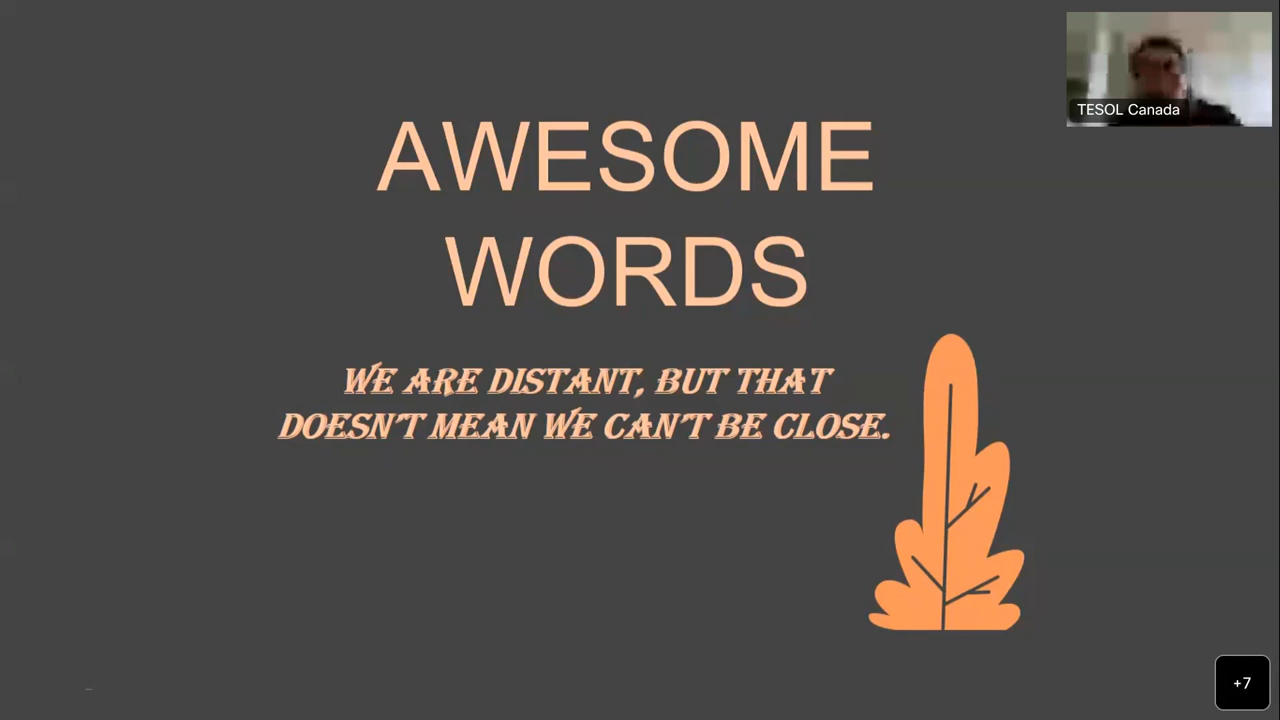 TESOL Canada
AWESOME
WORDS
WE ARE DISTANT, BUT THAT
DOESN'T MEAN WE CAN'T BE CLOSE.
+7